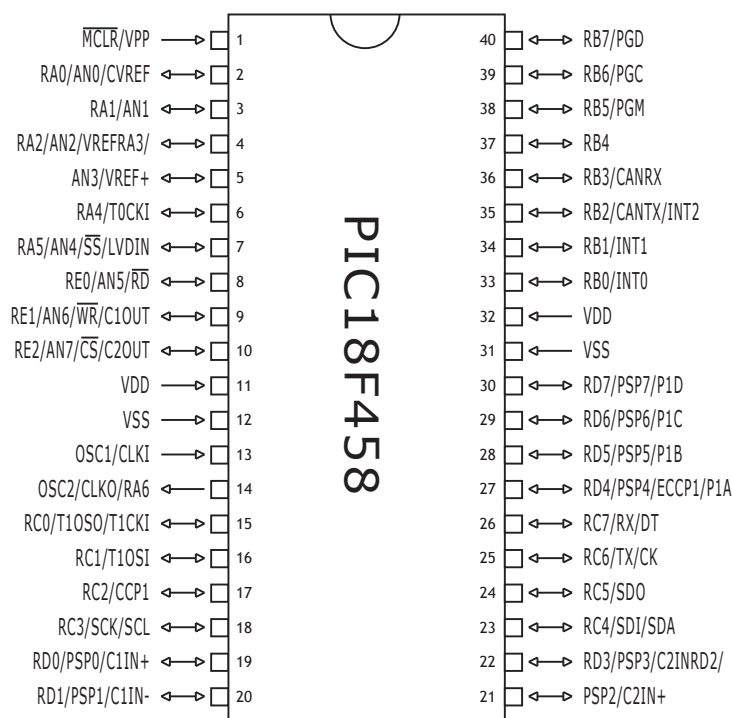 MCLR/VPP 1 40 RB7/PGD
RA0/AN0/CVREF 2 39 RB6/PGC
RA1/AN1 3 38 RB5/PGM
RA2/AN2/VREFRA3/ 4 37 RB4
AN3/VREF+ 5 36 RB3/CANRX
RA4/T0CKI 6 35 RB2/CANTX/INT2
RA5/AN4/SS/LVDIN 7 34 RB1/INT1
RE0/AN5/RD 8 33 RB0/INT0
RE1/AN6/WR/C1OUT 9 32 VDD
RE2/AN7/CS/C2OUT 10 31 VSS
VDD 11 30 RD7/PSP7/P1D
VSS 12 29 RD6/PSP6/P1C
OSC1/CLKI 13 28 RD5/PSP5/P1B
OSC2/CLKO/RA6 14 27 RD4/PSP4/ECCP1/P1A
RC0/T1OSO/T1CKI 15 26 RC7/RX/DT
RC1/T1OSI 16 25 RC6/TX/CK
RC2/CCP1 17 24 RC5/SDO
RC3/SCK/SCL 18 23 RC4/SDI/SDA
RD0/PSP0/C1IN+ 19 22 RD3/PSP3/C2INRD2/
RD1/PSP1/C1IN- 20 21 PSP2/C2IN+
PIC18F458